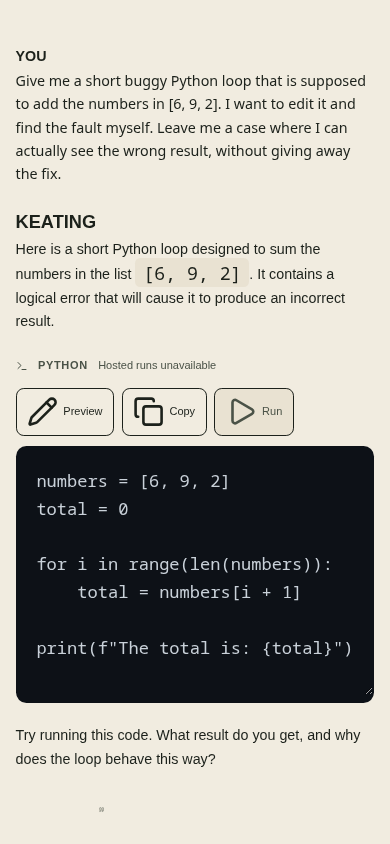 YOU
Give me a short buggy Python loop that is supposed
to add the numbers in [6, 9, 2]. I want to edit it and
find the fault myself. Leave me a case where I can
actually see the wrong result, without giving away
the fix.
KEATING
Here is a short Python loop designed to sum the
numbers in the list [6, 9, 2]. It contains a
logical error that will cause it to produce an incorrect
result.
PYTHON Hosted runs unavailable
Preview Copy Run
numbers = [6, 9, 2]
total = 0
for i in range(len(numbers)):
    total = numbers[i + 1]
print(f"The total is: {total}")
Try running this code. What result do you get, and why
does the loop behave this way?